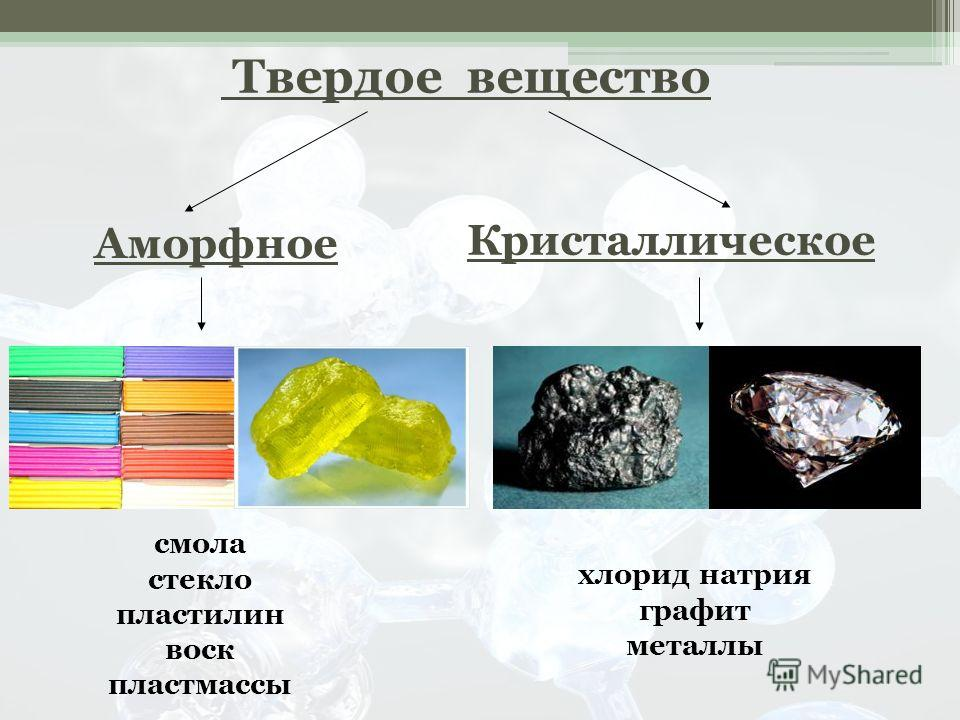 Твердое вещество
Аморфное
Кристаллическое
смола
стекло
пластилин
воск
пластмассы
хлорид натрия
графит
металлы
MyShared